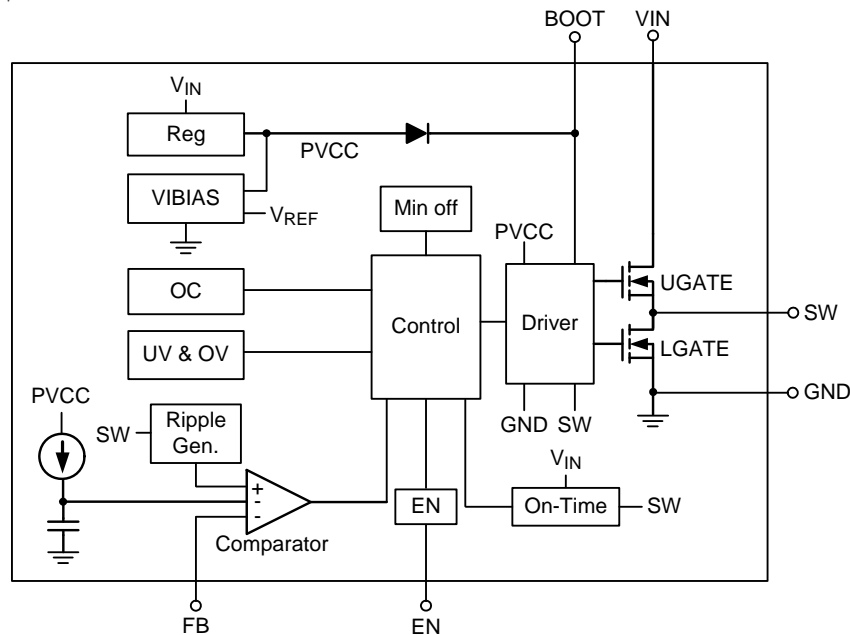 BOOT
VIN
VIN
Reg
PVCC
VIBIAS
VREF
Min off
PVCC
OC
UGATE
Control
Driver
SW
UV & OV
LGATE
PVCC
GND
SW
Ripple
Gen.
GND
SW
VIN
+
-
-
EN
On-Time
SW
Comparator
FB
EN